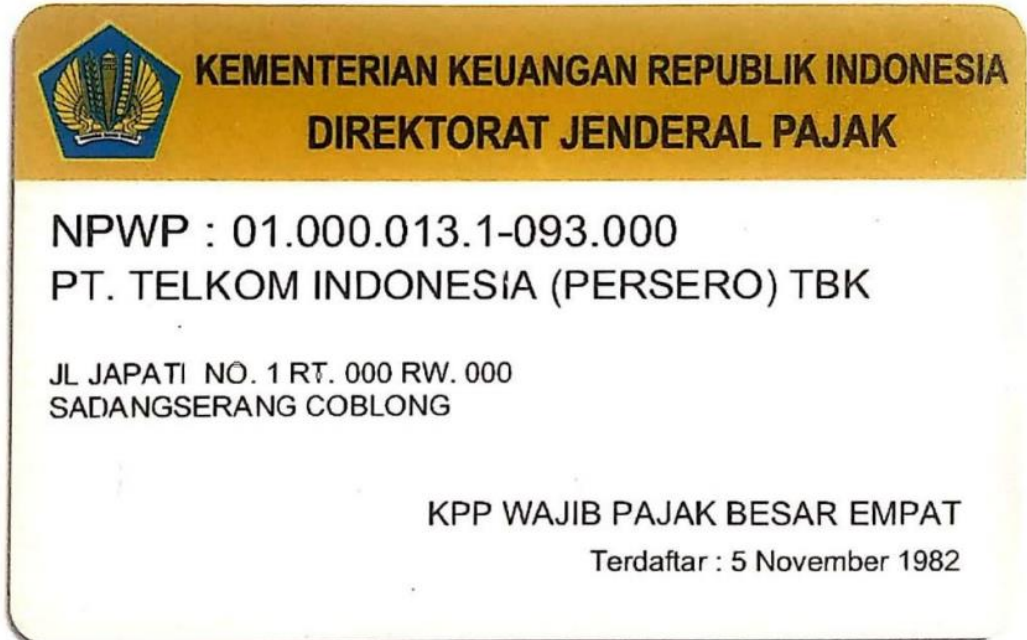 KEMENTERIAN KEUANGAN REPUBLIK INDONESIA
DIREKTORAT JENDERAL PAJAK
NPWP : 01.000.013.1-093.000
PT. TELKOM INDONESIA (PERSERO) TBK
JL JAPATI NO. 1 RT. 000 RW. 000
SADANGSERANG COBLONG
KPP WAJIB PAJAK BESAR EMPAT
Terdaftar : 5 November 1982